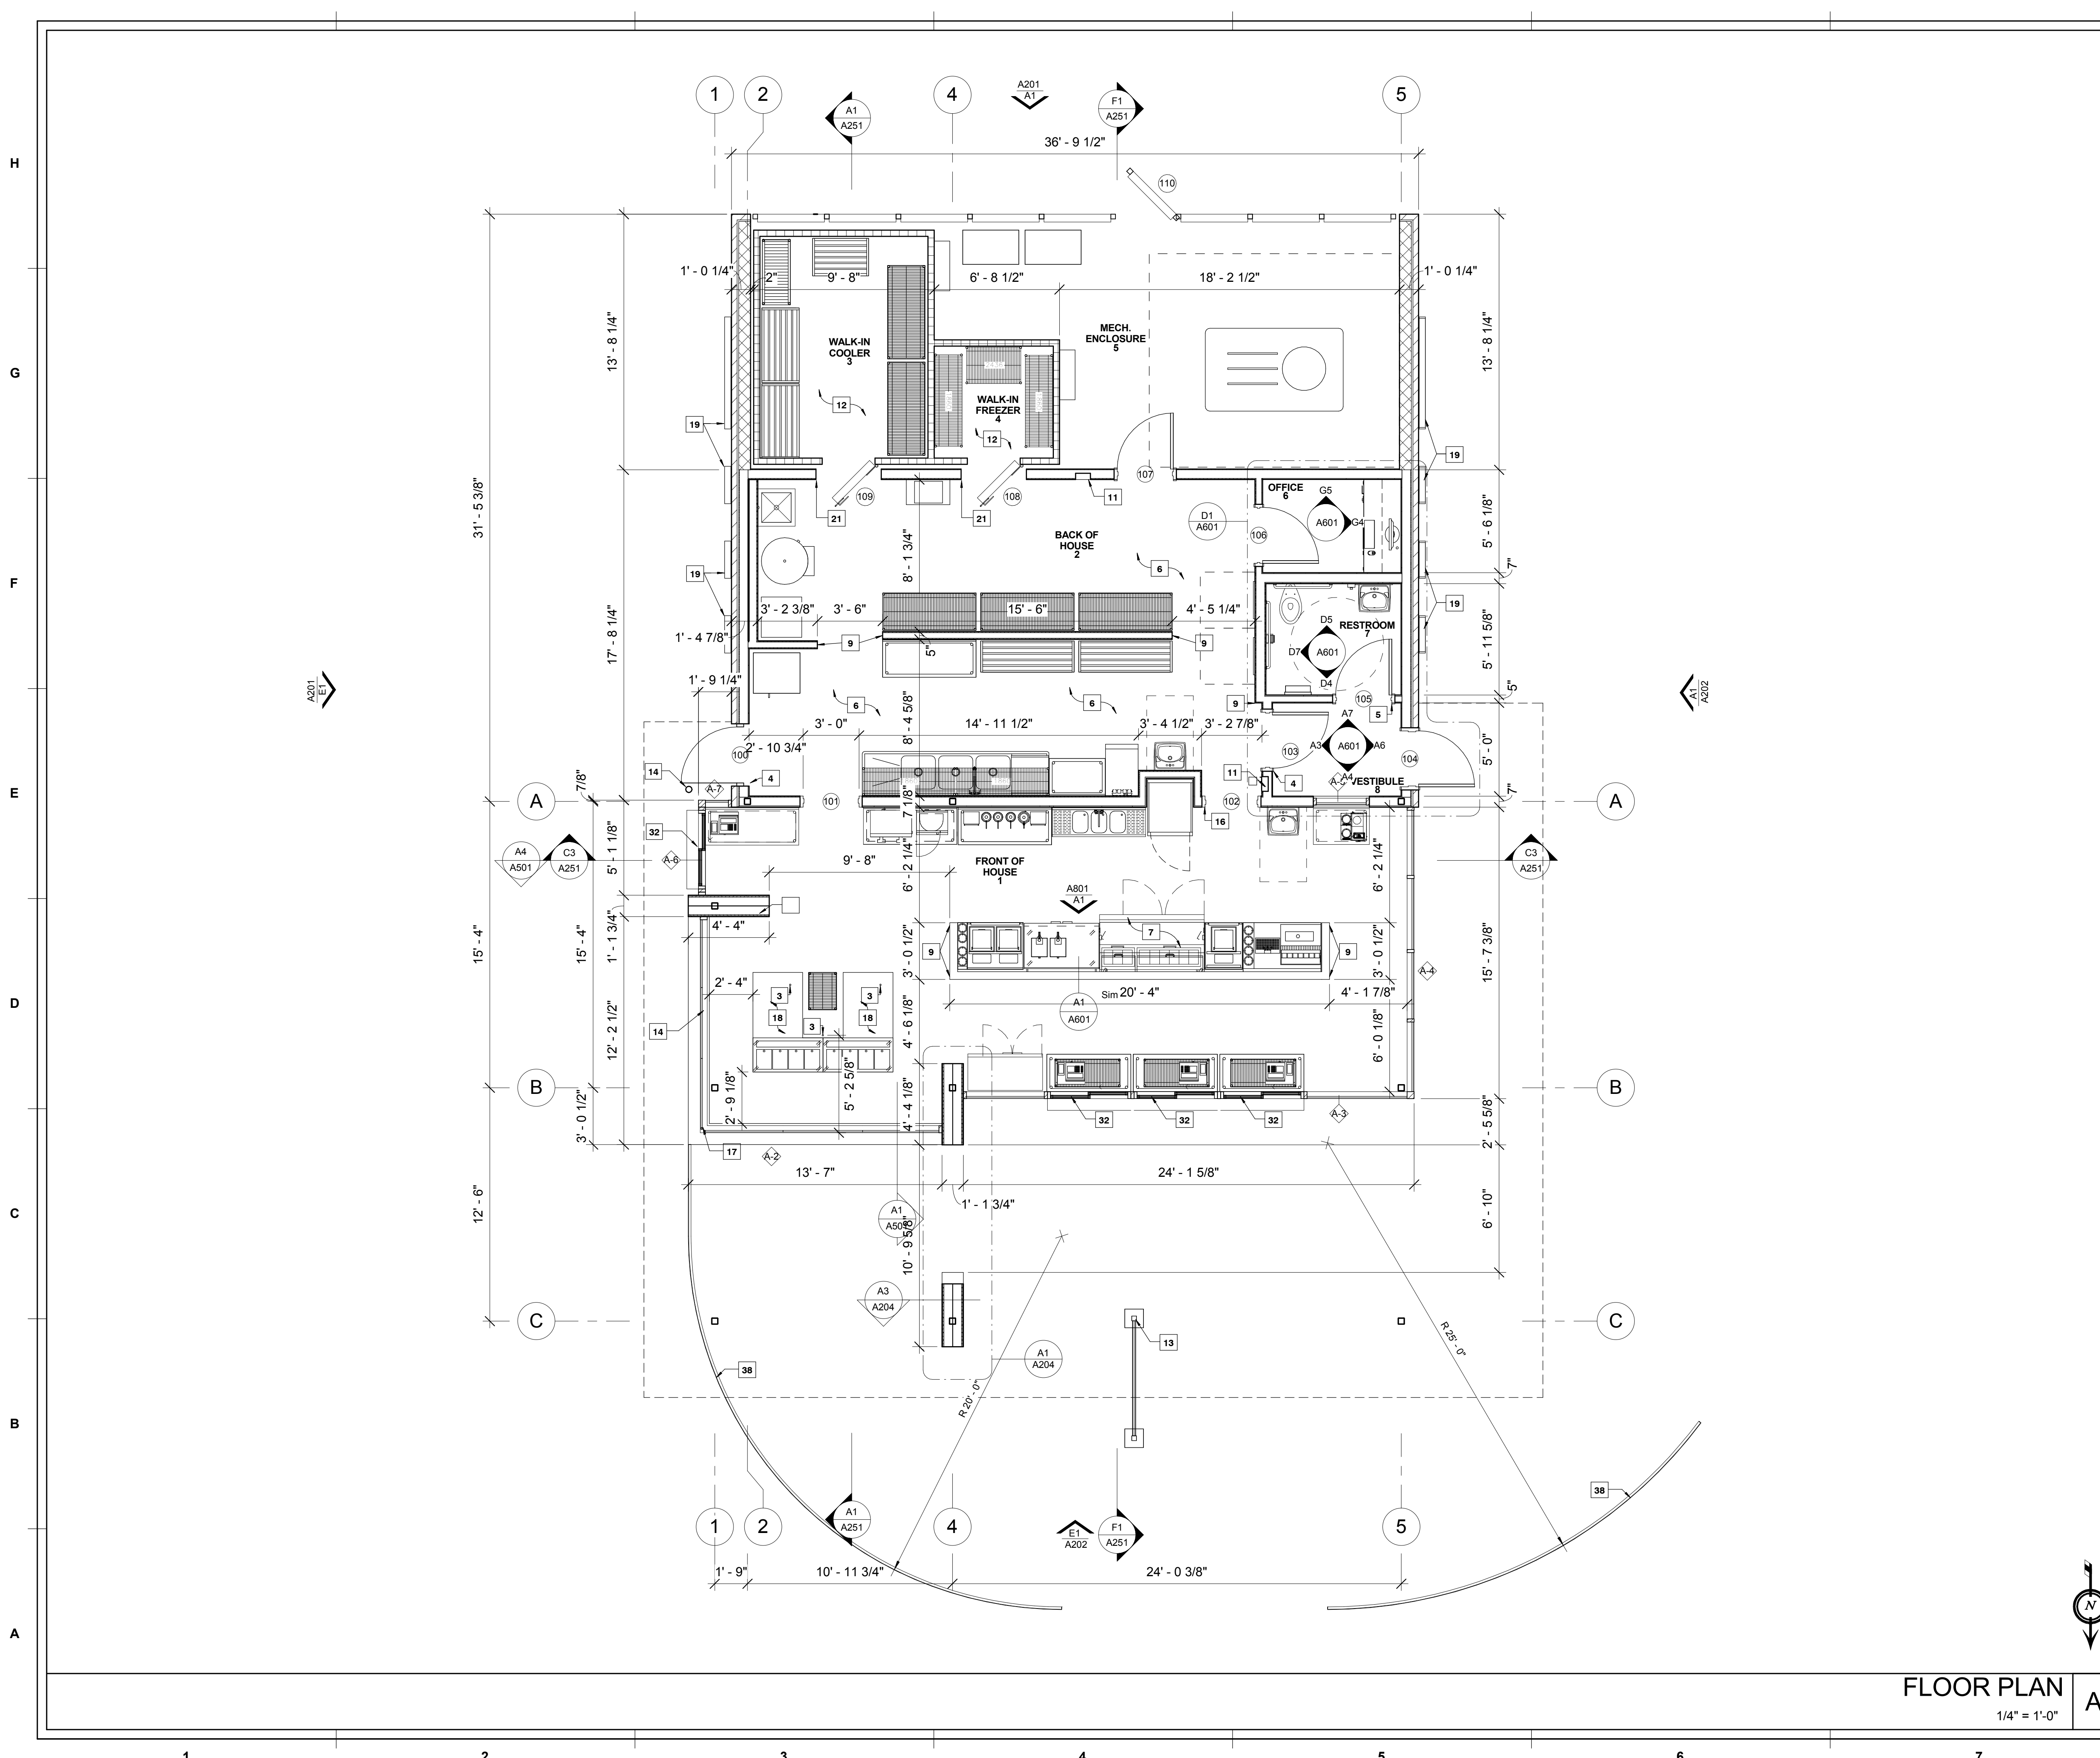 1
2
4
5
A201
A1
A1
A251
F1
A251
36' - 9 1/2"
110
H
1' - 0 1/4"
2"
9' - 8"
6' - 8 1/2"
18' - 2 1/2"
1' - 0 1/4"
13' - 8 1/4"
13' - 8 1/4"
MECH.
ENCLOSURE
5
WALK-IN
COOLER
3
WALK-IN
FREEZER
4
G
12
12
19
19
107
109
108
11
21
21
OFFICE
6
G5
A601
G4
D1
A601
106
31' - 5 3/8"
5' - 6 1/8"
BACK OF
HOUSE
2
8' - 1 3/4"
6
7"
F
19
19
3' - 2 3/8"
3' - 6"
15' - 6"
4' - 5 1/4"
1' - 4 7/8"
17' - 8 1/4"
9
9
5"
RESTROOM
7
D5
D7
A601
D4
5' - 11 5/8"
5"
1' - 9 1/4"
A201
E1
A1
A202
6
6
9
105
5
3' - 0"
14' - 11 1/2"
3' - 4 1/2"
3' - 2 7/8"
8' - 4 5/8"
2' - 10 3/4"
100
103
A7
A3
A601
A6
A4
104
5' - 0"
14
4
11
4
VESTIBULE
8
A-7
7/8"
E
A
101
102
7 1/8"
7"
A
16
32
A4
A501
C3
A251
A-6
5' - 1 1/8"
9' - 8"
6' - 2 1/4"
FRONT OF
HOUSE
1
6' - 2 1/4"
C3
A251
A801
A1
4' - 4"
1' - 1 3/4"
7
9
9
3' - 0 1/2"
3' - 0 1/2"
15' - 4"
15' - 4"
15' - 7 3/8"
A-4
D
2' - 4"
3
18
3
18
3
Sim
20' - 4"
4' - 1 7/8"
A1
A601
14
12' - 2 1/2"
4' - 6 1/8"
6' - 0 1/8"
B
B
2' - 9 1/8"
5' - 2 5/8"
4' - 4 1/8"
3' - 0 1/2"
32
32
32
A-3
2' - 5 5/8"
17
A-2
13' - 7"
24' - 1 5/8"
1' - 1 3/4"
12' - 6"
6' - 10"
C
A1
10' - 9 5/8"
A3
A204
C
C
13
R 25' - 0"
A1
A204
38
R 20' - 0"
B
38
1
2
A1
A251
4
E1
A202
F1
A251
5
1' - 9"
10' - 11 3/4"
24' - 0 3/8"
N
A
FLOOR PLAN
1/4" = 1'-0"
1
2
3
4
5
6
7